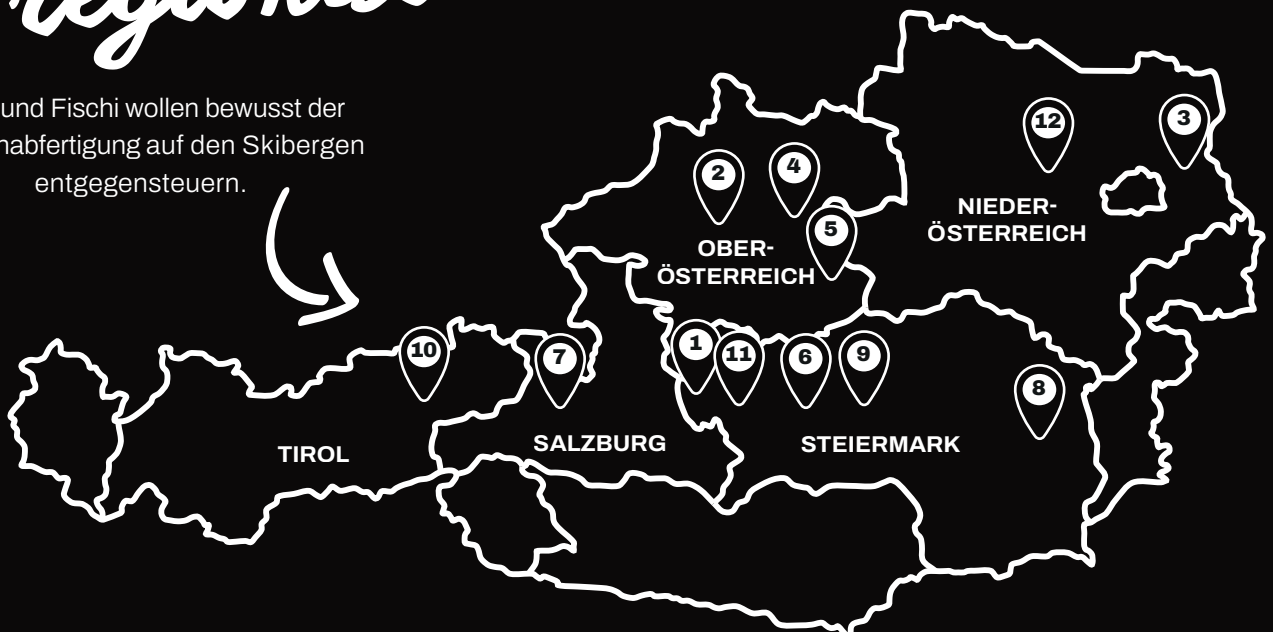 regional
und Fischi wollen bewusst der
nabfertigung auf den Skibergen
entgegensteuern.
12
3
4
2
NIEDER-
ÖSTERREICH
5
OBER-
ÖSTERREICH
1
10
7
11
6
9
8
TIROL
SALZBURG
STEIERMARK